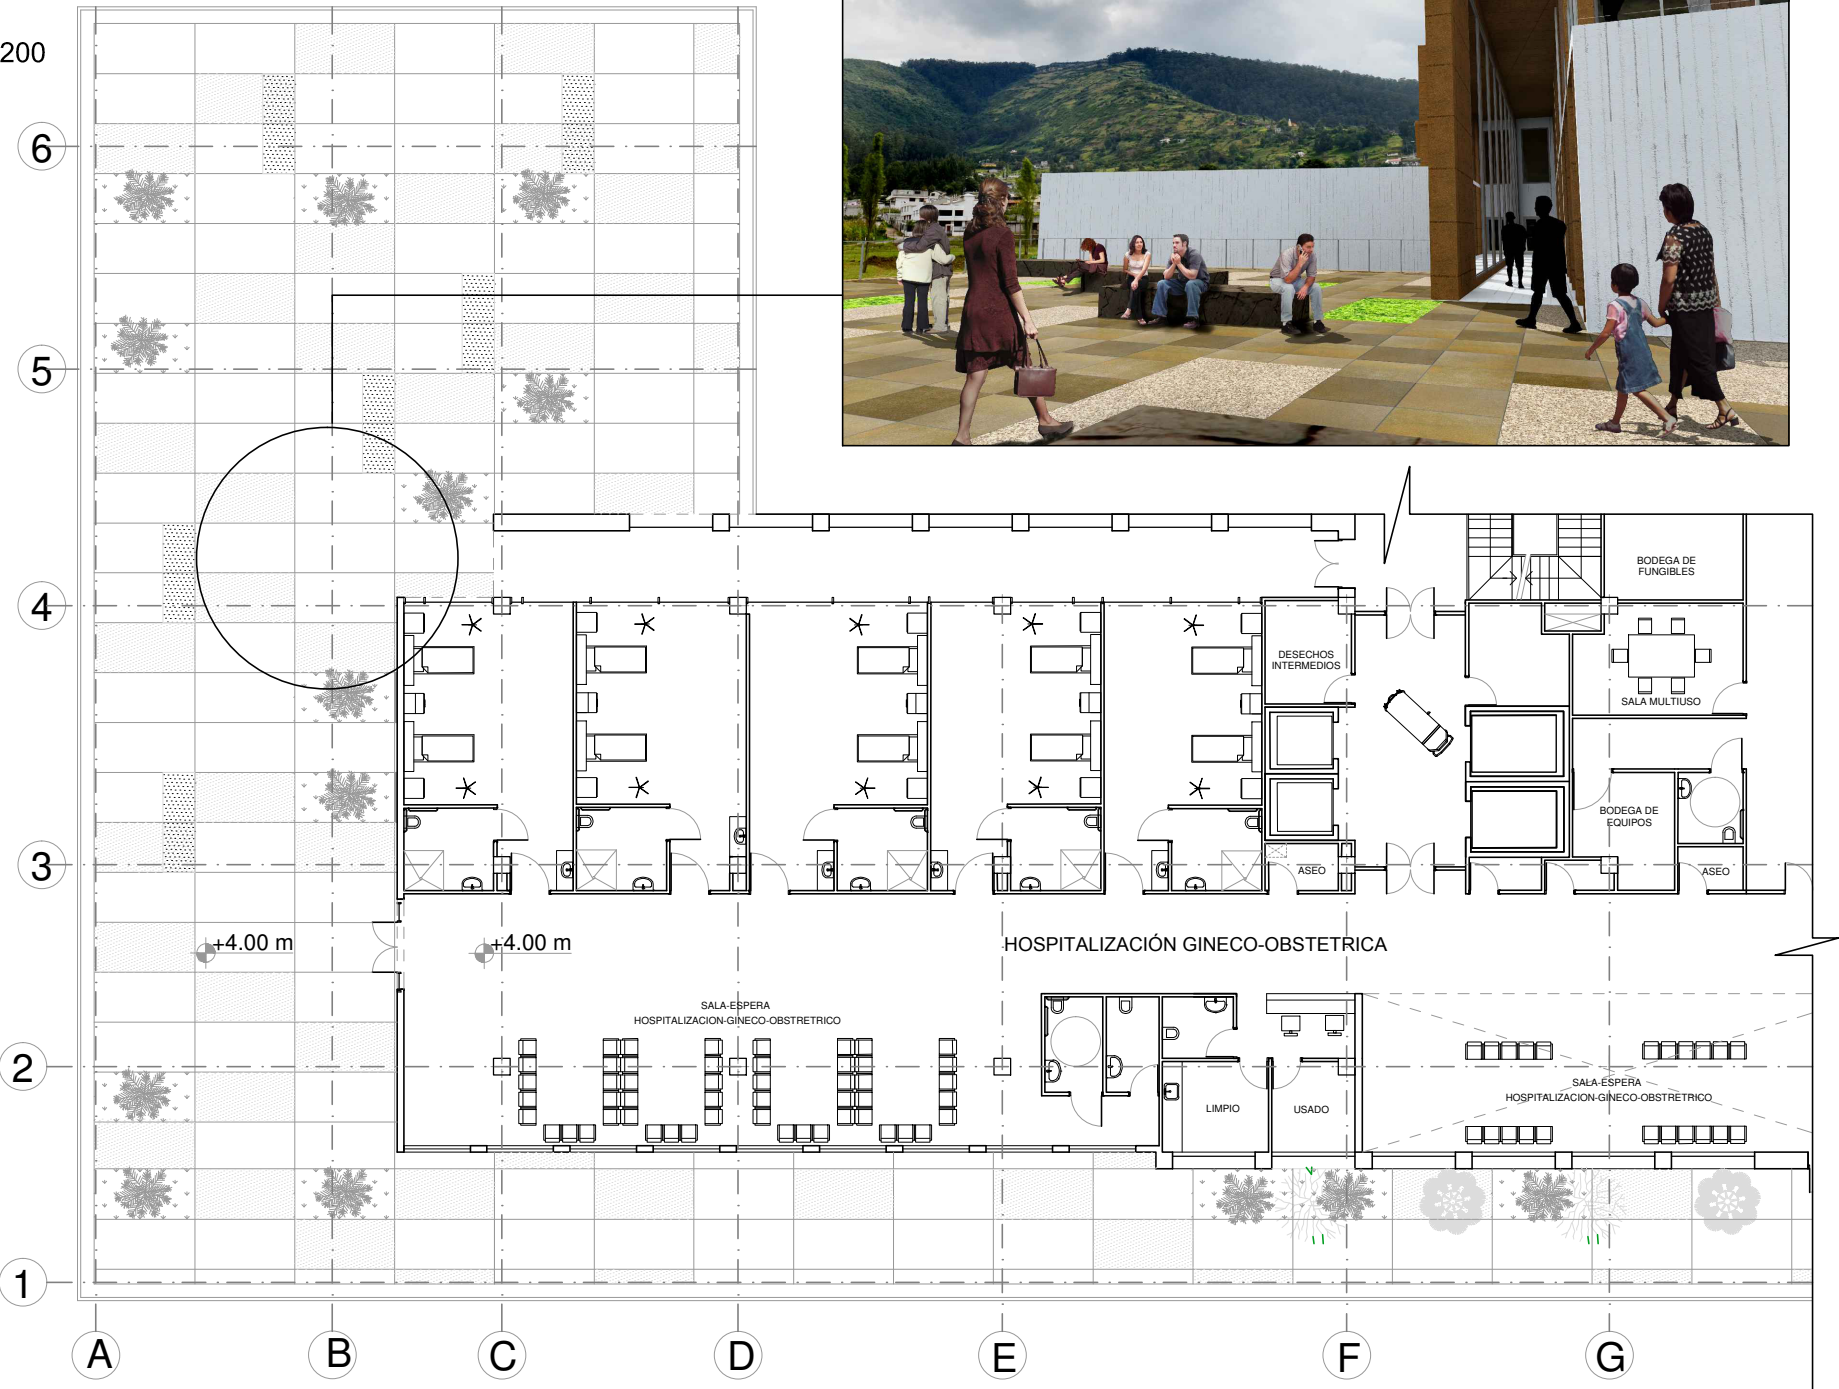 200
6
5
4
3
2
1
BODEGA DE
FUNGIBLES
DESECHOS
INTERMEDIOS
SALA MULTIUSO
BODEGA DE
EQUIPOS
ASEO
ASEO
+4.00 m
+4.00 m
HOSPITALIZACIÓN GINECO-OBSTETRICA
SALA-ESPERA
HOSPITALIZACION-GINECO-OBSTRETRICO
LIMPIO
USADO
SALA-ESPERA
HOSPITALIZACION-GINECO-OBSTRETRICO
A
B
C
D
E
F
G